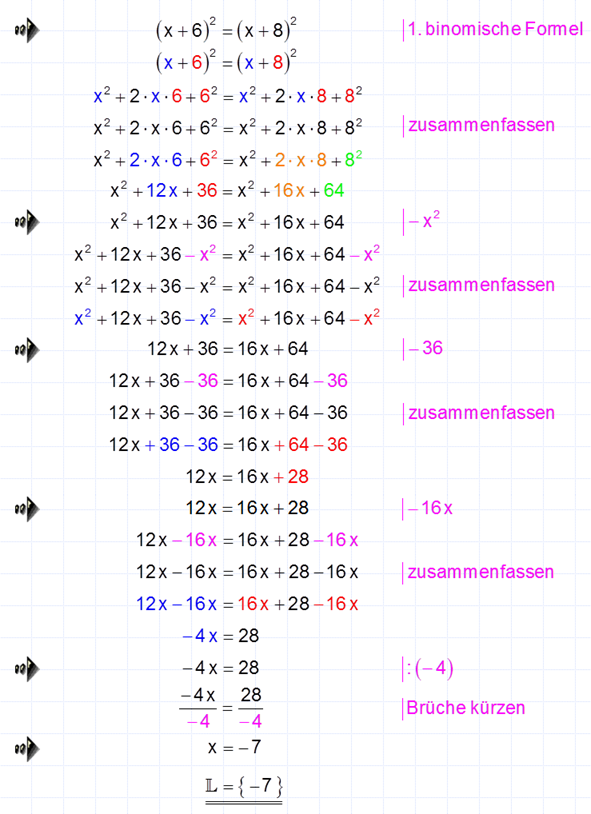 (x + 6)² = (x + 8)² |1. binomische Formel
(x + 6)² = (x + 8)²
x² + 2 · x · 6 + 6² = x² + 2 · x · 8 + 8²
x² + 2 · x · 6 + 6² = x² + 2 · x · 8 + 8² |zusammenfassen
x² + 2 · x · 6 + 6² = x² + 2 · x · 8 + 8²
x² + 12x + 36 = x² + 16x + 64
x² + 12x + 36 = x² + 16x + 64 |− x²
x² + 12x + 36 − x² = x² + 16x + 64 − x²
x² + 12x + 36 − x² = x² + 16x + 64 − x² |zusammenfassen
x² + 12x + 36 − x² = x² + 16x + 64 − x²
12x + 36 = 16x + 64 |− 36
12x + 36 − 36 = 16x + 64 − 36
12x + 36 − 36 = 16x + 64 − 36 |zusammenfassen
12x + 36 − 36 = 16x + 64 − 36
12x = 16x + 28
12x = 16x + 28 |− 16x
12x − 16x = 16x + 28 − 16x
12x − 16x = 16x + 28 − 16x |zusammenfassen
12x − 16x = 16x + 28 − 16x
−4x = 28
−4x = 28 |: (−4)
−4x/−4 = 28/−4 |Brüche kürzen
x = −7
𝕃 = {−7}